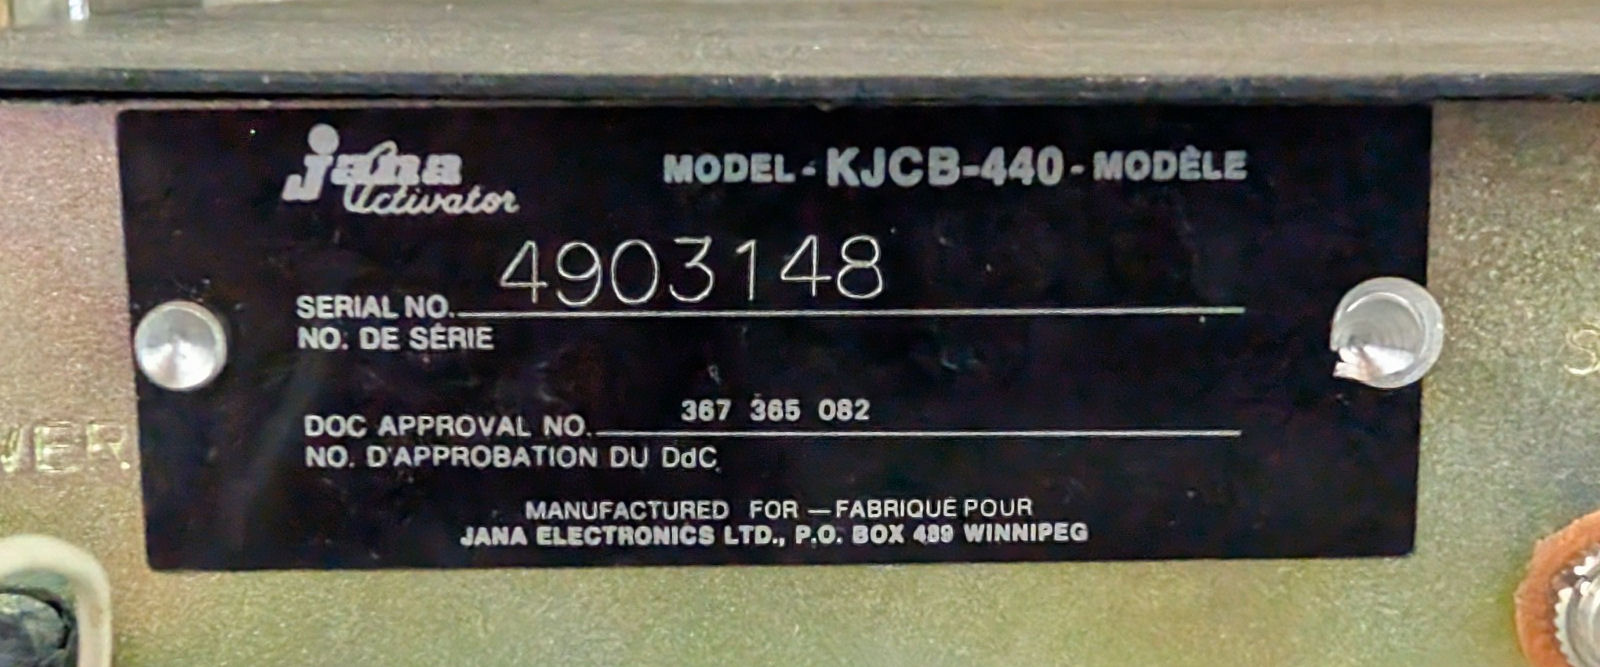 jana
Activator
MODEL - KJCB-440 - MODÈLE
4903148
SERIAL NO.
NO. DE SÉRIE
367 365 082
DOC APPROVAL NO.
NO. D'APPROBATION DU DdC
MANUFACTURED FOR — FABRIQUÉ POUR
JANA ELECTRONICS LTD., P.O. BOX 489 WINNIPEG